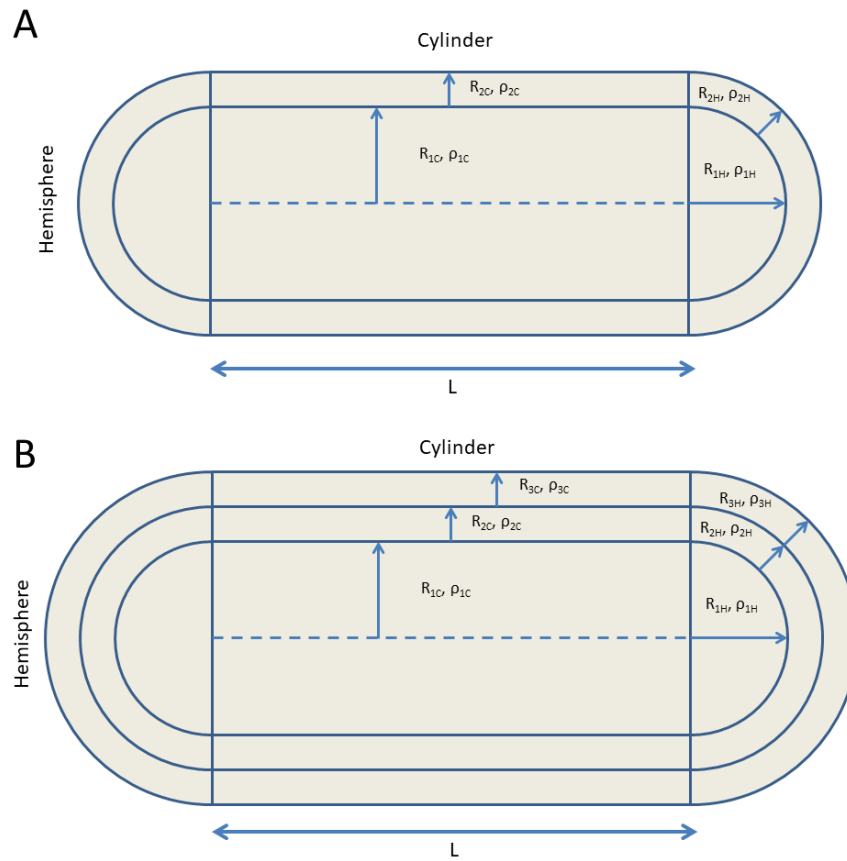 A
Cylinder
R2C, ρ2C
R2H, ρ2H
R1C, ρ1C
R1H, ρ1H
Hemisphere
L
B
Cylinder
R3C, ρ3C
R3H, ρ3H
R2C, ρ2C
R2H, ρ2H
R1C, ρ1C
R1H, ρ1H
Hemisphere
L